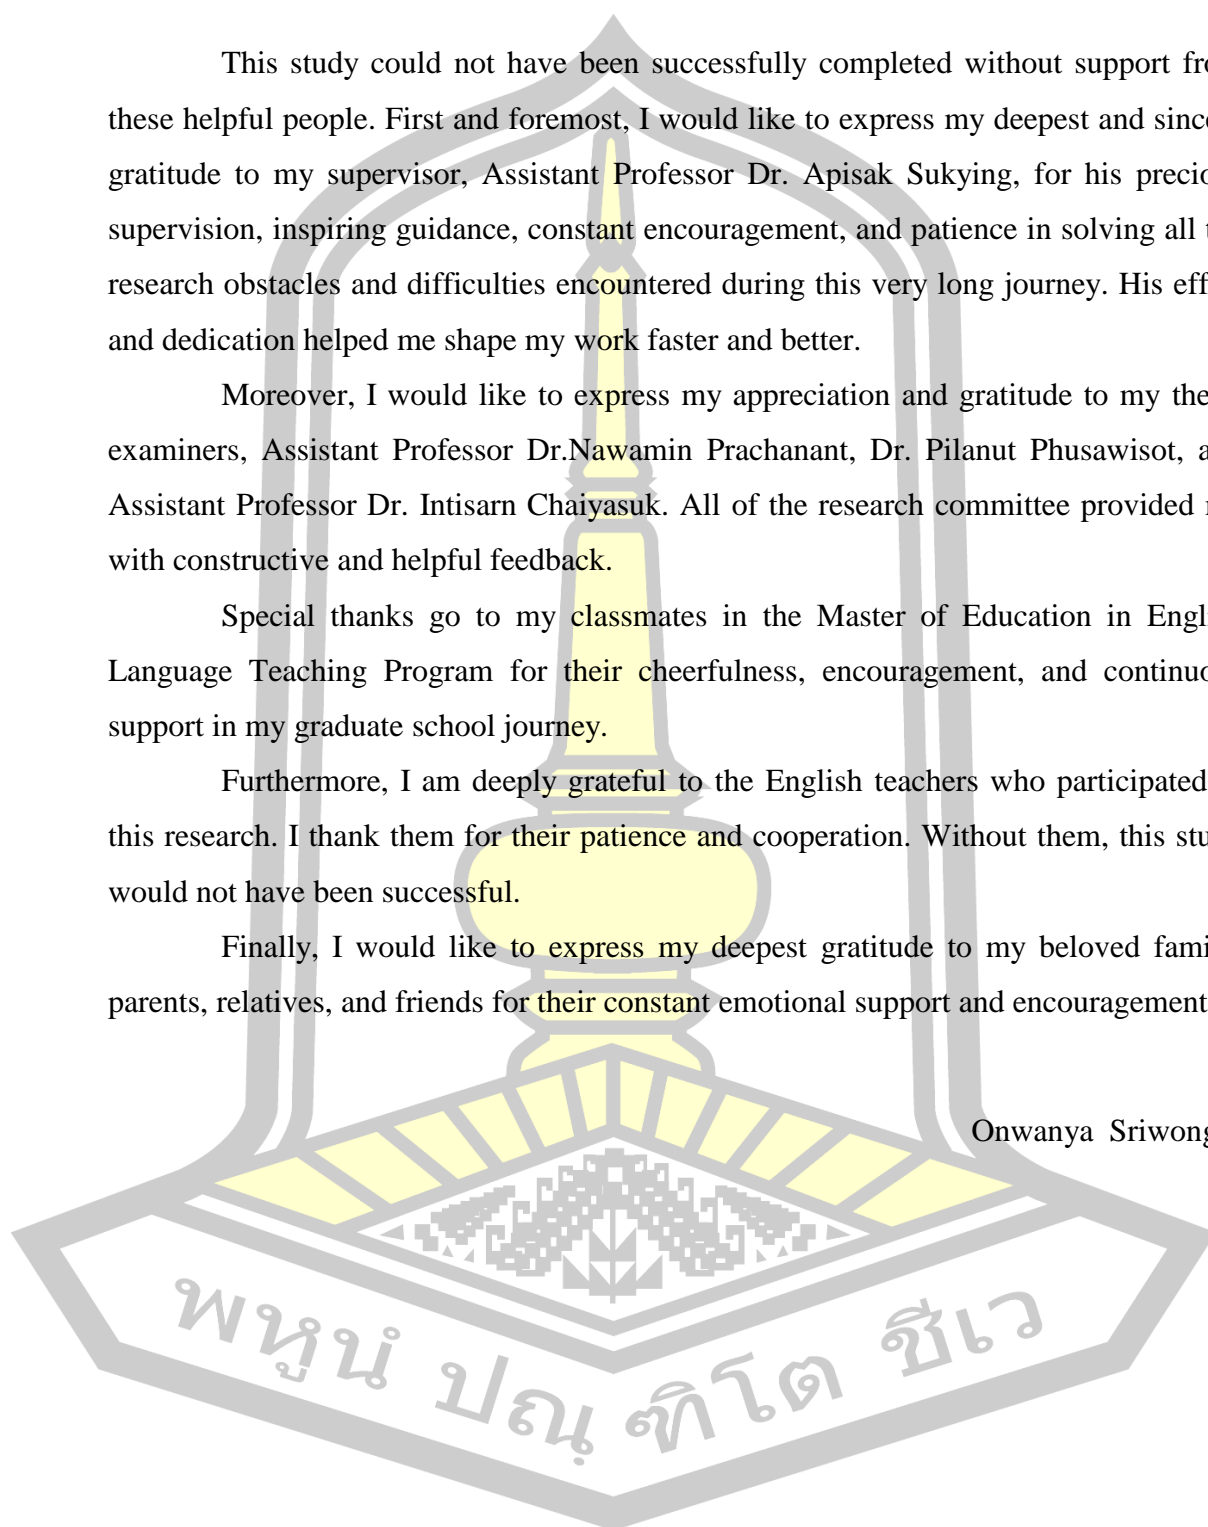 This study could not have been successfully completed without support fro
these helpful people. First and foremost, I would like to express my deepest and since
gratitude to my supervisor, Assistant Professor Dr. Apisak Sukying, for his precio
supervision, inspiring guidance, constant encouragement, and patience in solving all t
research obstacles and difficulties encountered during this very long journey. His eff
and dedication helped me shape my work faster and better.
Moreover, I would like to express my appreciation and gratitude to my the
examiners, Assistant Professor Dr.Nawamin Prachanant, Dr. Pilanut Phusawisot, a
Assistant Professor Dr. Intisarn Chaiyasuk. All of the research committee provided
with constructive and helpful feedback.
Special thanks go to my classmates in the Master of Education in Engli
Language Teaching Program for their cheerfulness, encouragement, and continuo
support in my graduate school journey.
Furthermore, I am deeply grateful to the English teachers who participated
this research. I thank them for their patience and cooperation. Without them, this stu
would not have been successful.
Finally, I would like to express my deepest gratitude to my beloved fami
parents, relatives, and friends for their constant emotional support and encouragement
Onwanya Sriwong
พหูนํ ปณฺ ฑิโต ชีเว